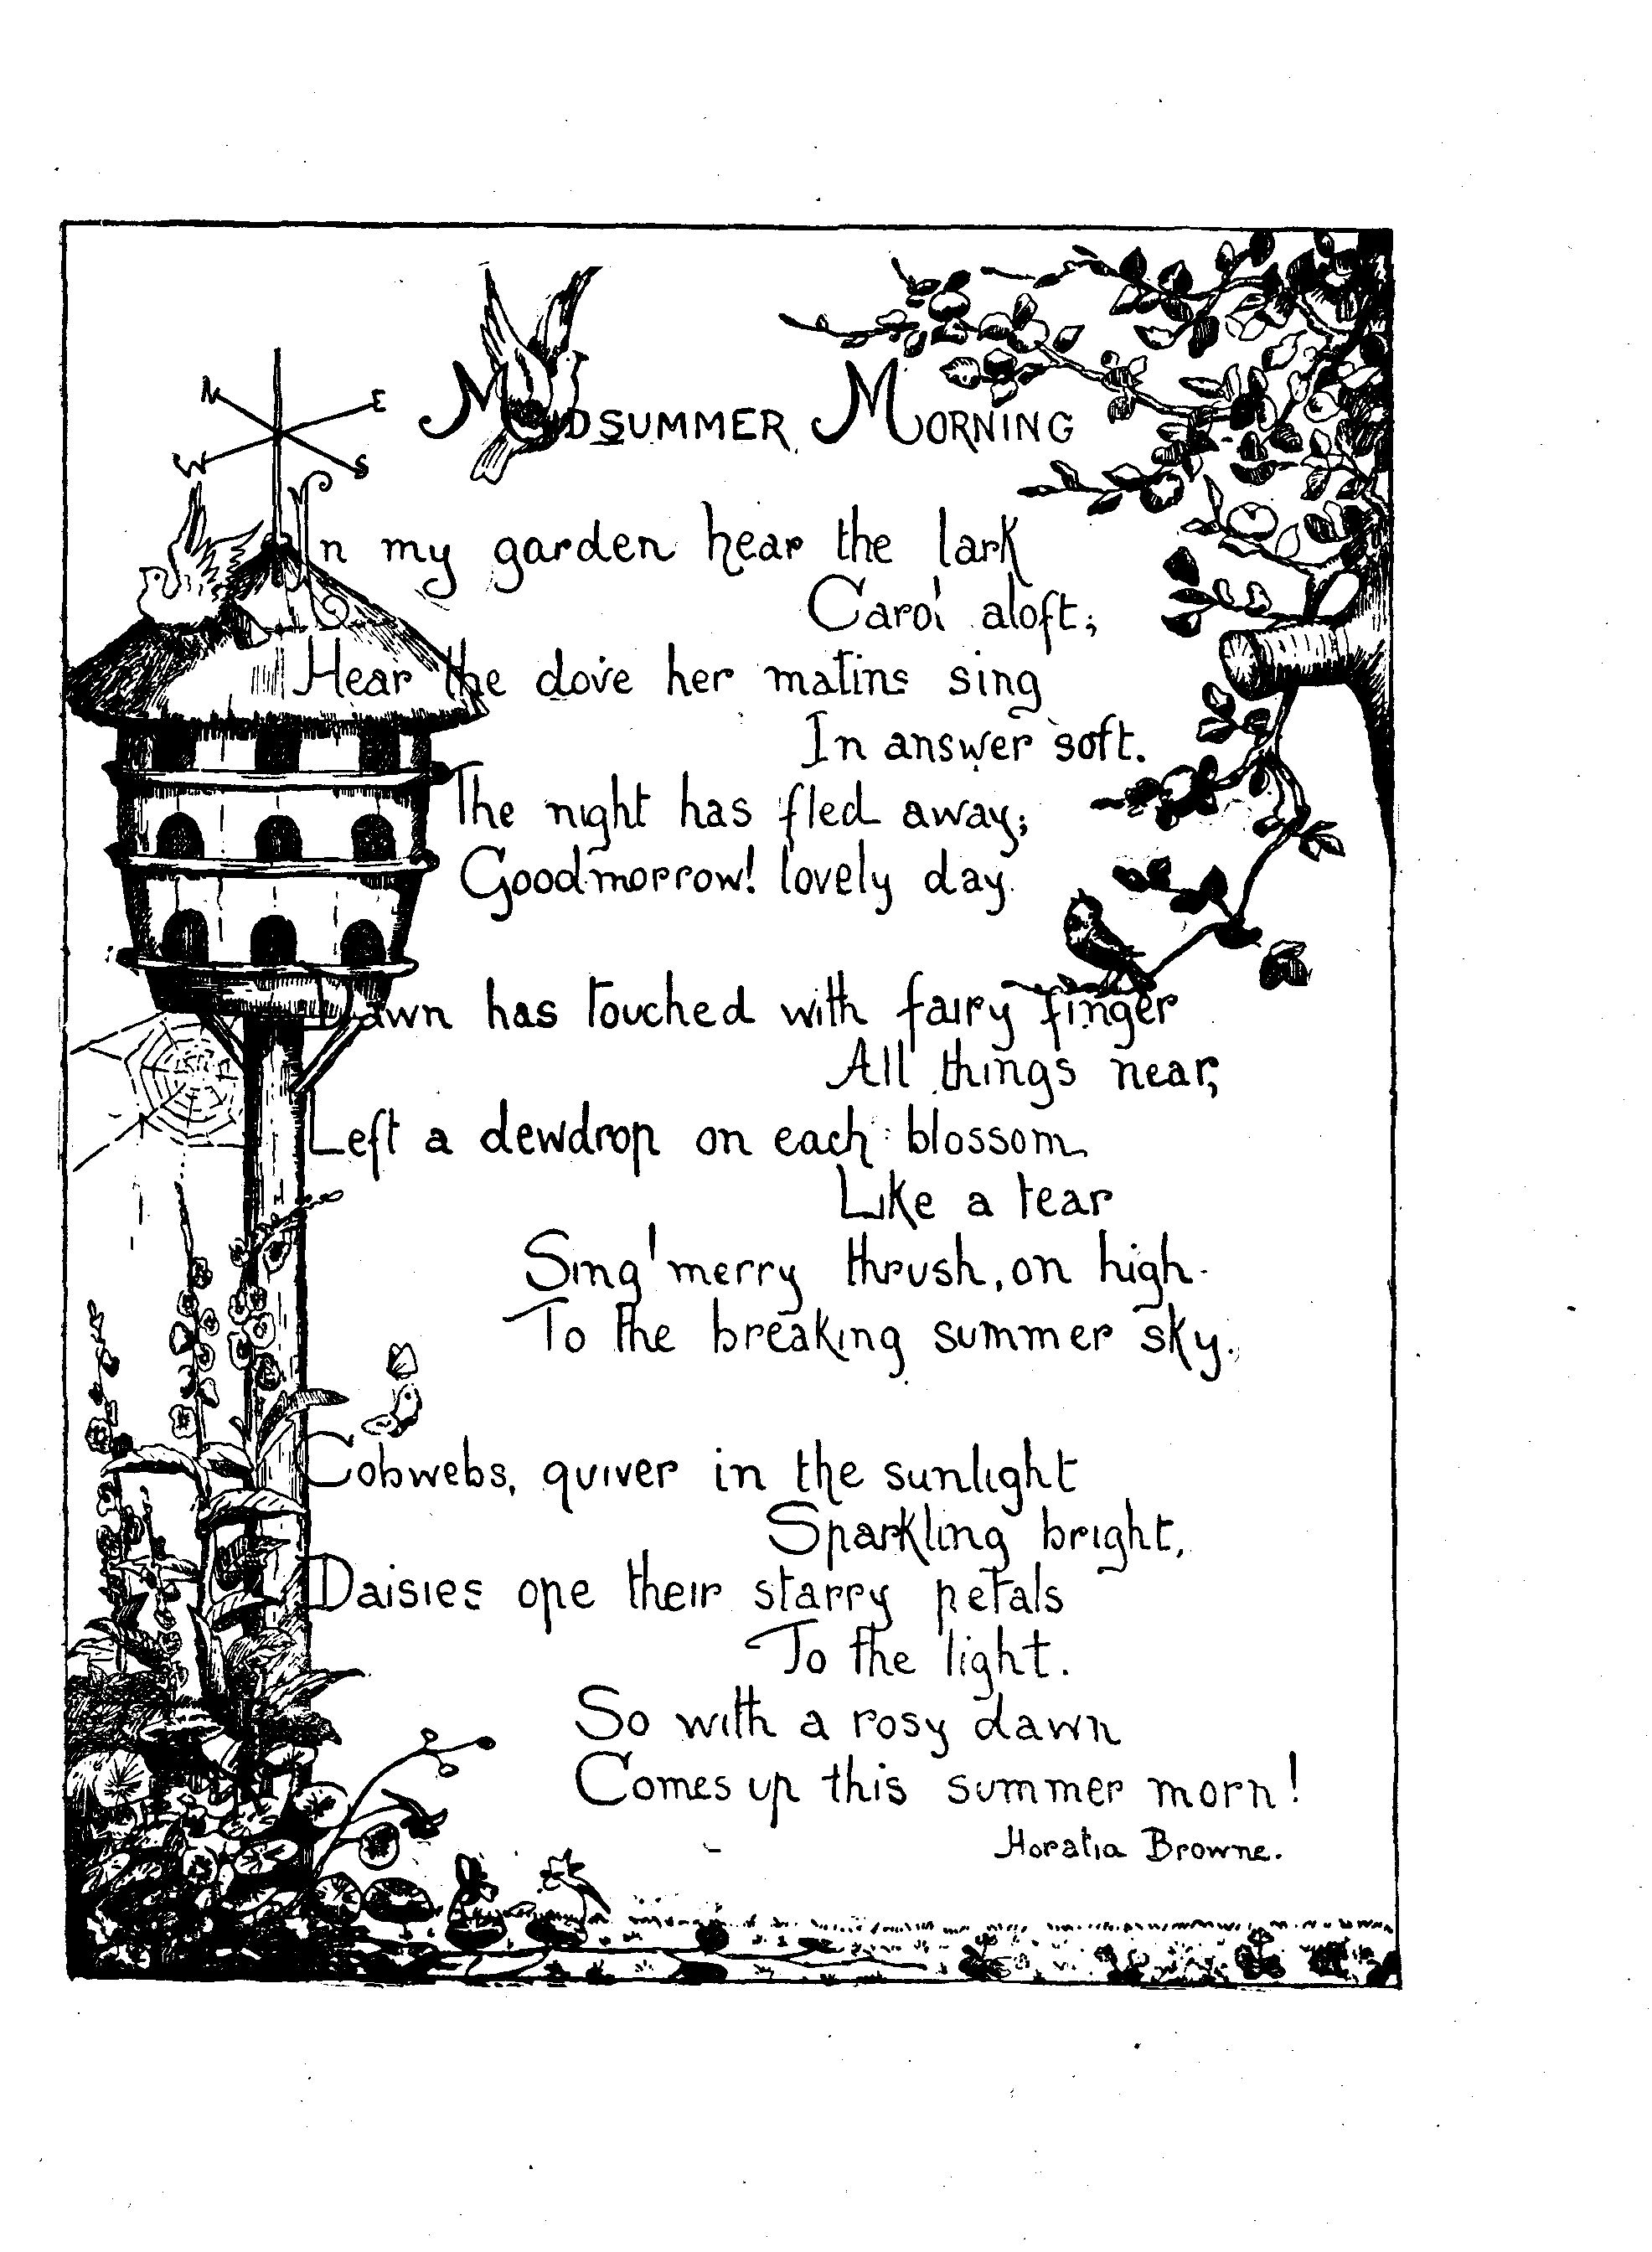 N
E
W
S
MIDSUMMER MORNING
In my garden hear the lark
Carol aloft;
Hear the dove her matins sing
In answer soft.
The night has fled away;
Goodmorrow! lovely day.
Dawn has touched with fairy finger
All things near,
Left a dewdrop on each blossom
Like a tear
Sing! merry thrush, on high
To the breaking summer sky.
Cobwebs, quiver in the sunlight
Sparkling bright,
Daisies ope their starry petals
To the light.
So with a rosy dawn
Comes up this summer morn!
Horatia Browne.